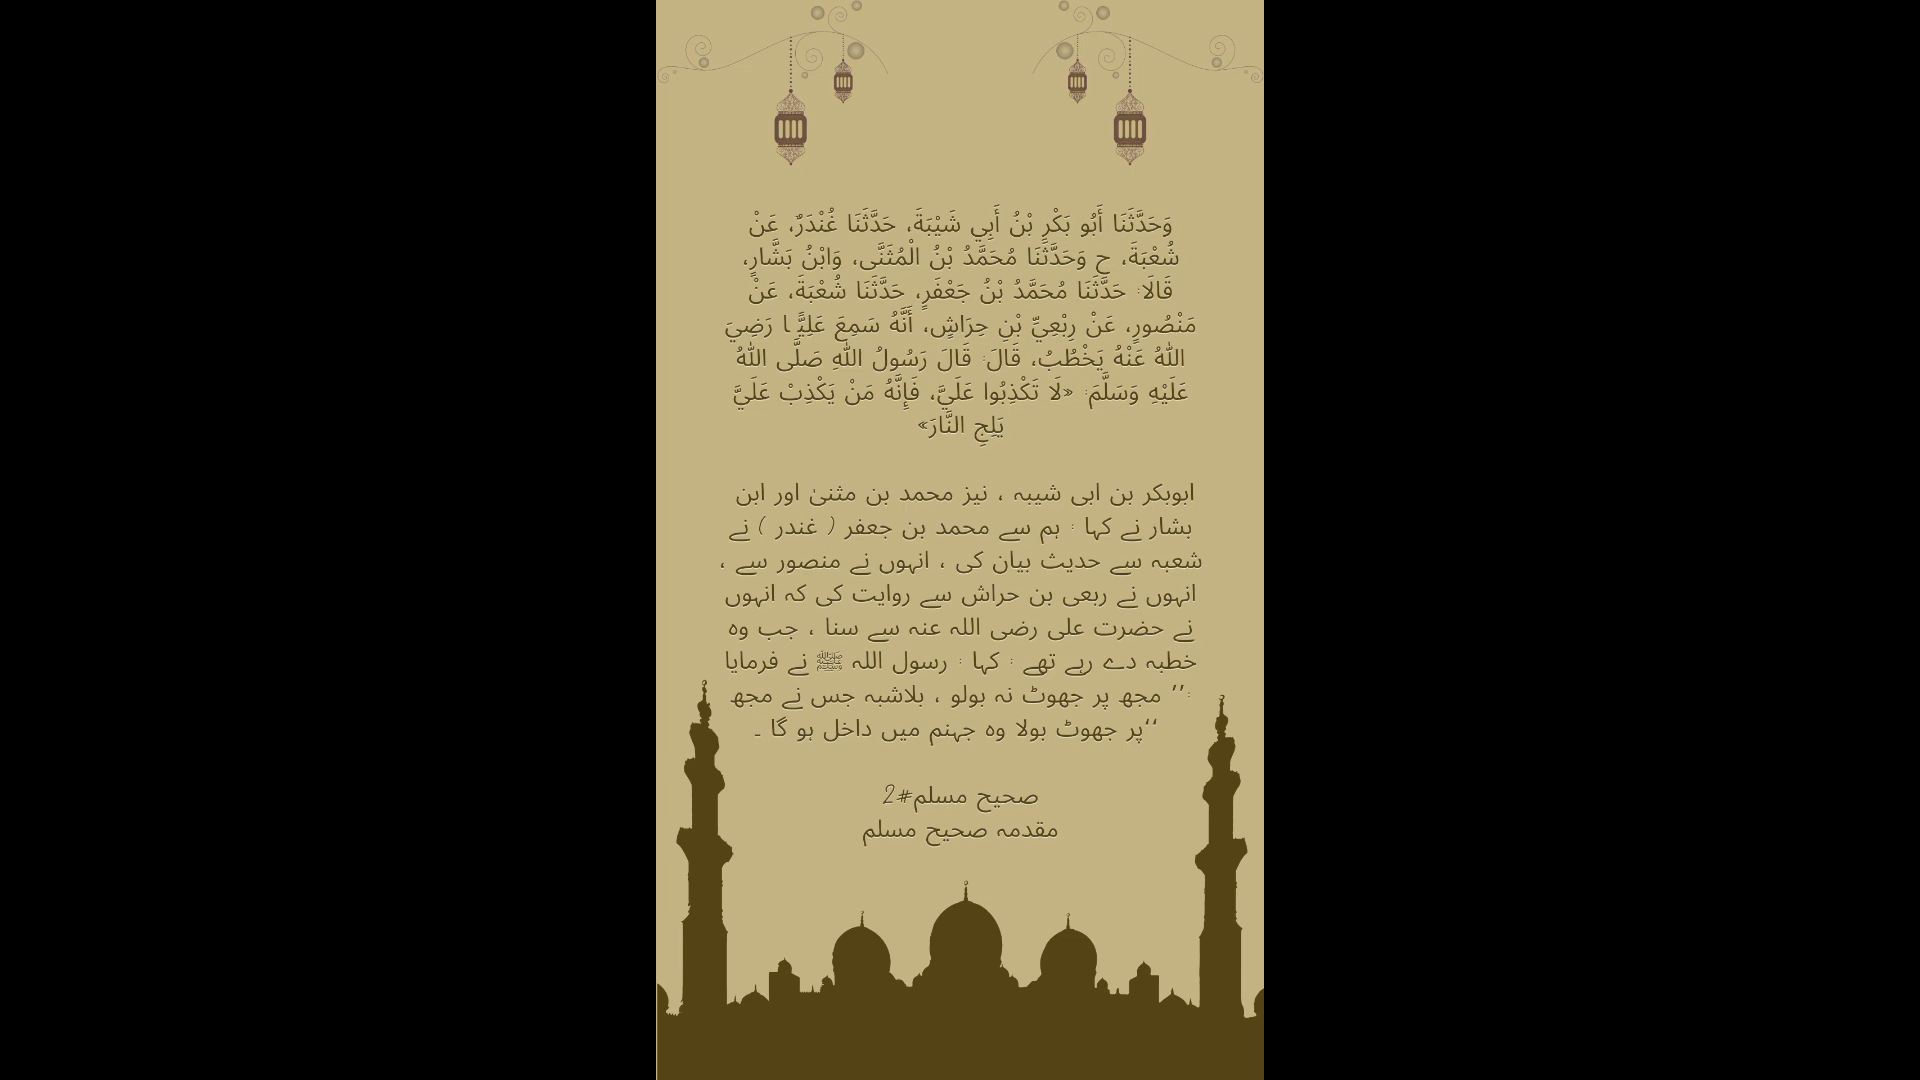 وَحَدَّثَنَا أَبُو بَكْرِ بْنُ أَبِي شَيْبَةَ، حَدَّثَنَا غُنْدَرٌ، عَنْ
شُعْبَةَ، ح وَحَدَّثَنَا مُحَمَّدُ بْنُ الْمُثَنَّى، وَابْنُ بَشَّارٍ،
قَالَا: حَدَّثَنَا مُحَمَّدُ بْنُ جَعْفَرٍ، حَدَّثَنَا شُعْبَةُ، عَنْ
مَنْصُورٍ، عَنْ رِبْعِيِّ بْنِ حِرَاشٍ، أَنَّهُ سَمِعَ عَلِيًّا رَضِيَ
اللهُ عَنْهُ يَخْطُبُ، قَالَ: قَالَ رَسُولُ اللهِ صَلَّى اللهُ
عَلَيْهِ وَسَلَّمَ: «لَا تَكْذِبُوا عَلَيَّ، فَإِنَّهُ مَنْ يَكْذِبْ عَلَيَّ
يَلِجِ النَّارَ»
ابوبکر بن ابی شیبہ ، نیز محمد بن مثنیٰ اور ابن
بشار نے کہا : ہم سے محمد بن جعفر ( غندر ) نے
شعبہ سے حدیث بیان کی ، انہوں نے منصور سے ،
انہوں نے ربعی بن حراش سے روایت کی کہ انہوں
نے حضرت علی رضی اللہ عنہ سے سنا ، جب وہ
خطبہ دے رہے تھے : کہا : رسول اللہ ﷺ نے فرمایا
:’’ مجھ پر جھوٹ نہ بولو ، بلاشبہ جس نے مجھ
‘‘پر جھوٹ بولا وہ جہنم میں داخل ہو گا ۔
صحیح مسلم#2
مقدمہ صحیح مسلم